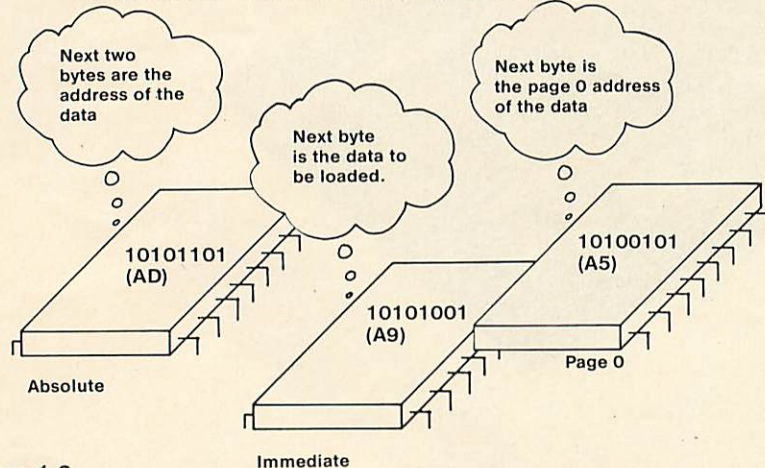 Next two
bytes are the
address of the
data
Next byte
is the data to
be loaded.
Next byte is
the page 0 address
of the data
10101101
(AD)
10101001
(A9)
10100101
(A5)
Absolute
Immediate
Page 0